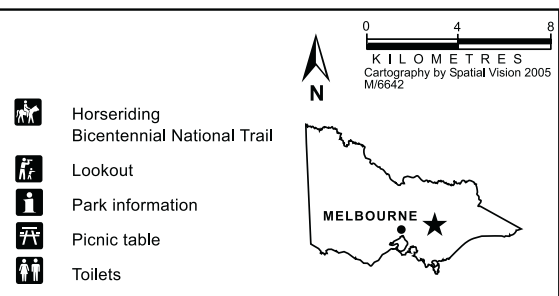 0 4 8
KILOMETRES
Cartography by Spatial Vision 2005
M/6642
N
Horseriding
Bicentennial National Trail
Lookout
Park information
Picnic table
Toilets
MELBOURNE